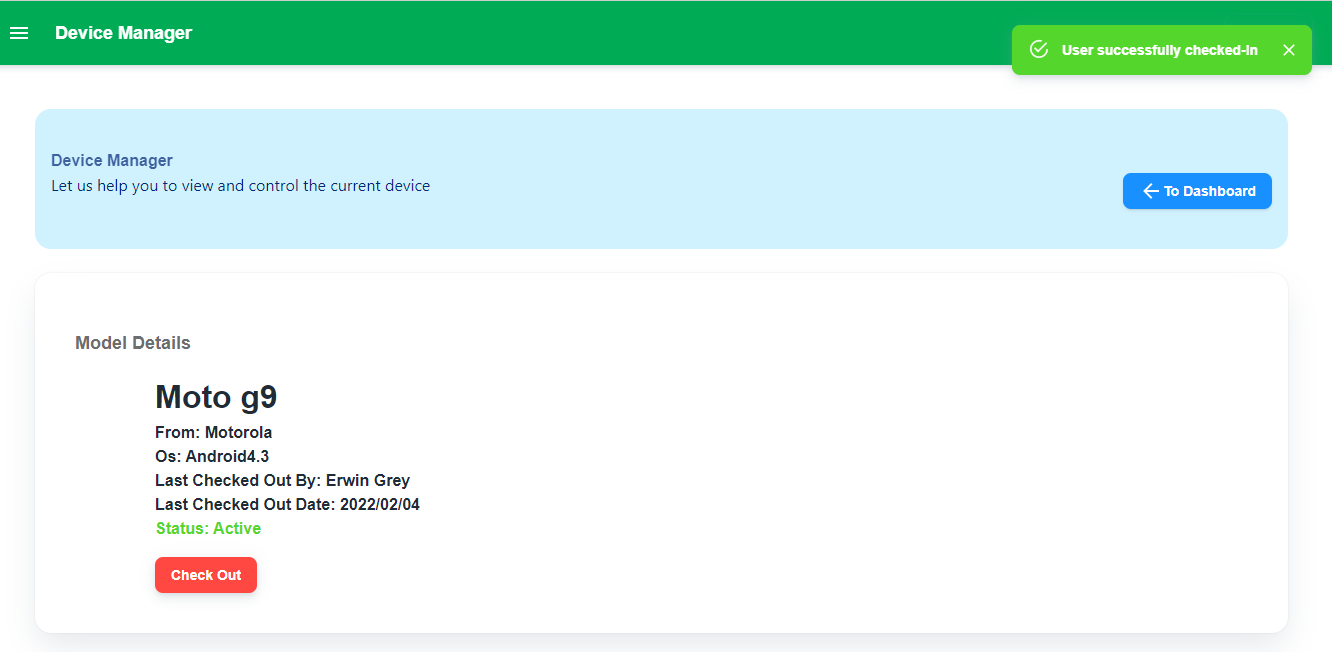 Device Manager
User successfully checked-in
Device Manager
Let us help you to view and control the current device
To Dashboard
Model Details
Moto g9
From: Motorola
Os: Android4.3
Last Checked Out By: Erwin Grey
Last Checked Out Date: 2022/02/04
Status: Active
Check Out